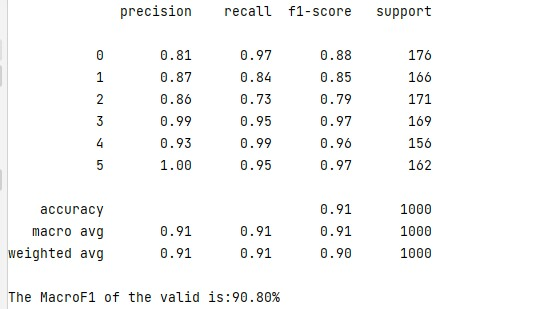 precision recall f1-score support
0 0.81 0.97 0.88 176
1 0.87 0.84 0.85 166
2 0.86 0.73 0.79 171
3 0.99 0.95 0.97 169
4 0.93 0.99 0.96 156
5 1.00 0.95 0.97 162
accuracy 0.91 1000
macro avg 0.91 0.91 0.91 1000
weighted avg 0.91 0.91 0.90 1000
The MacroF1 of the valid is:90.80%